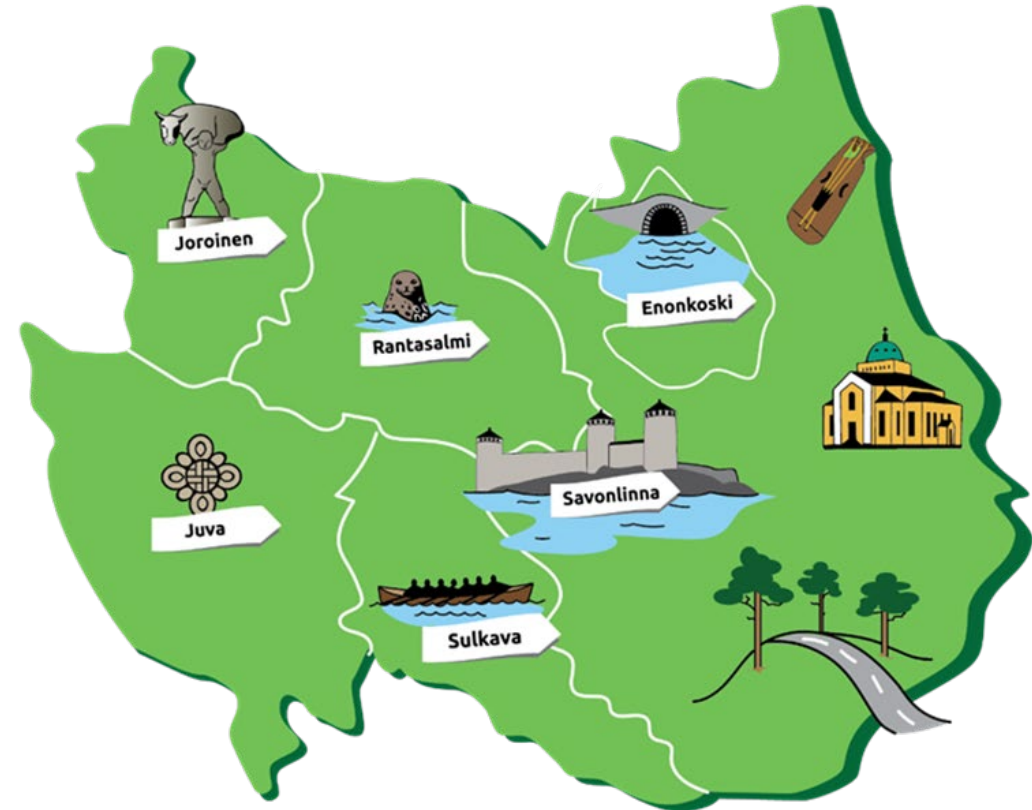 Joroinen
Enonkoski
Rantasalmi
Savonlinna
Juva
Sulkava